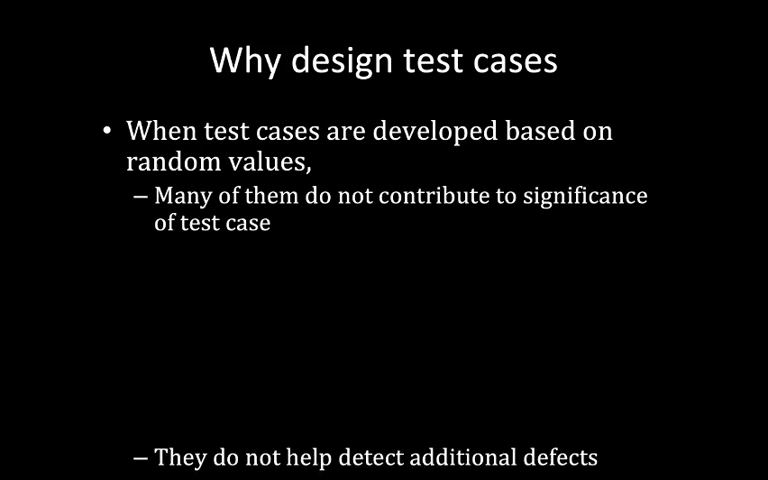 Why design test cases
• When test cases are developed based on
random values,
– Many of them do not contribute to significance
of test case
– They do not help detect additional defects